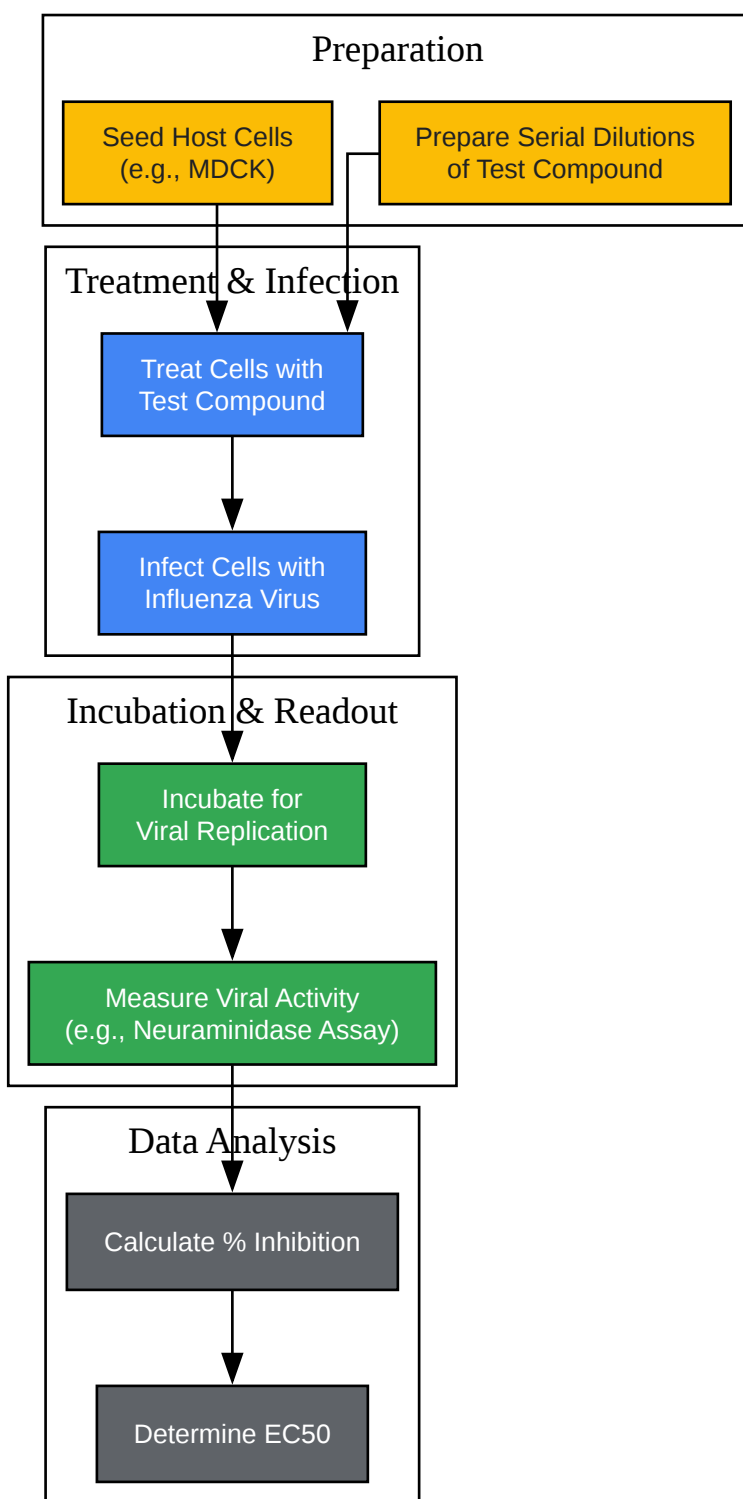 Preparation
Seed Host Cells
(e.g., MDCK)
Prepare Serial Dilutions
of Test Compound
Treatment & Infection
Treat Cells with
Test Compound
Infect Cells with
Influenza Virus
Incubation & Readout
Incubate for
Viral Replication
Measure Viral Activity
(e.g., Neuraminidase Assay)
Data Analysis
Calculate % Inhibition
Determine EC50